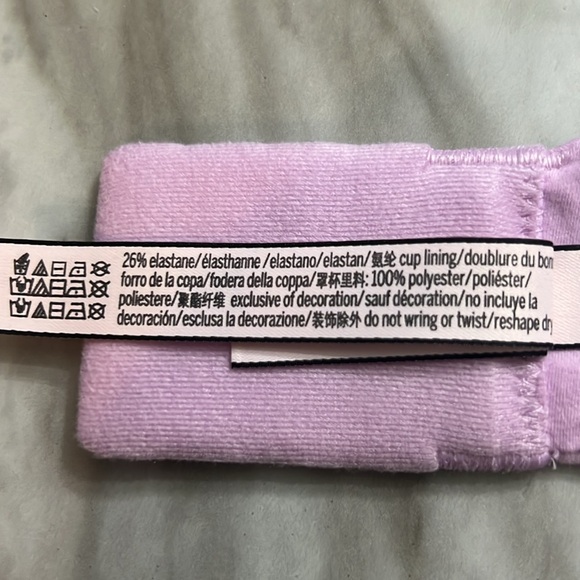 26% elastane/élasthanne/elastano/elastan/氨纶 cup lining/doublure du bon
forro de la copa/fodera della coppa/罩杯里料: 100% polyester/poliéster/
poliestere/聚酯纤维 exclusive of decoration/sauf décoration/no incluye la
decoración/esclusa la decorazione/装饰除外 do not wring or twist/reshape